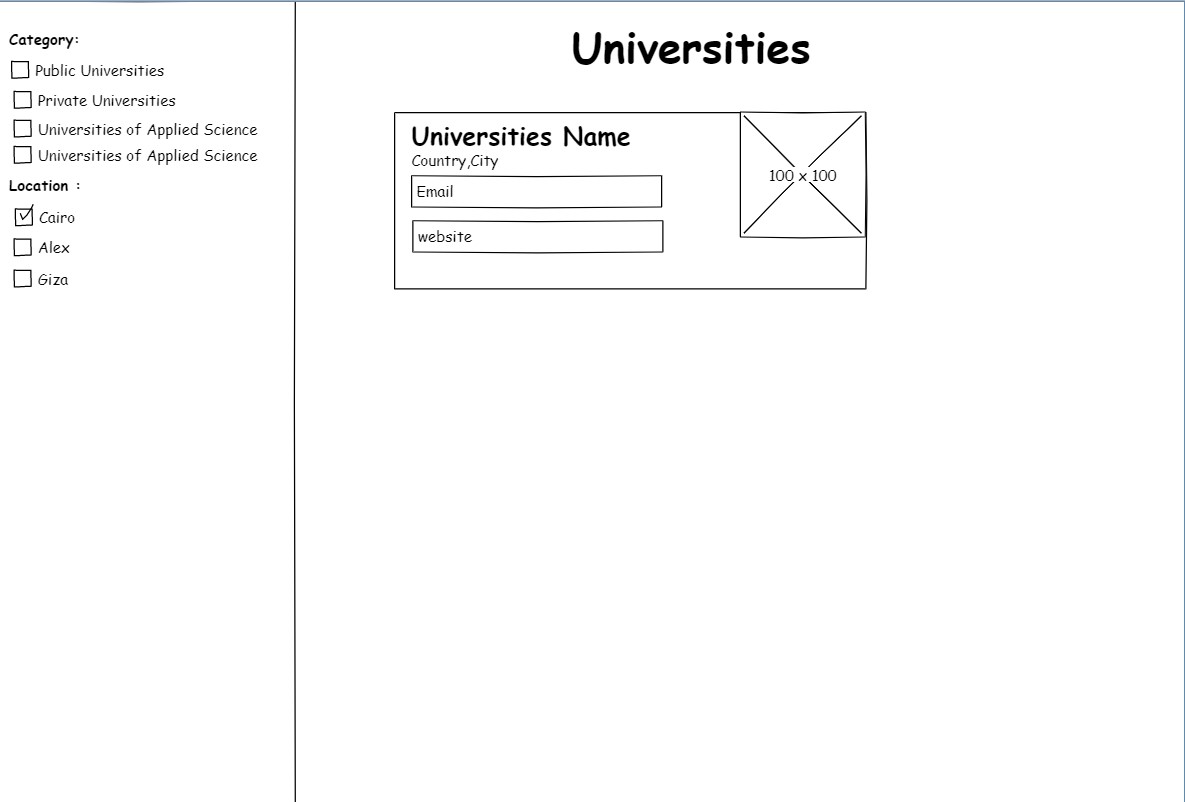 Category:
Public Universities
Private Universities
Universities of Applied Science
Universities of Applied Science
Location :
Cairo
Alex
Giza
Universities
Universities Name
Country,City
Email
website
100 x 100